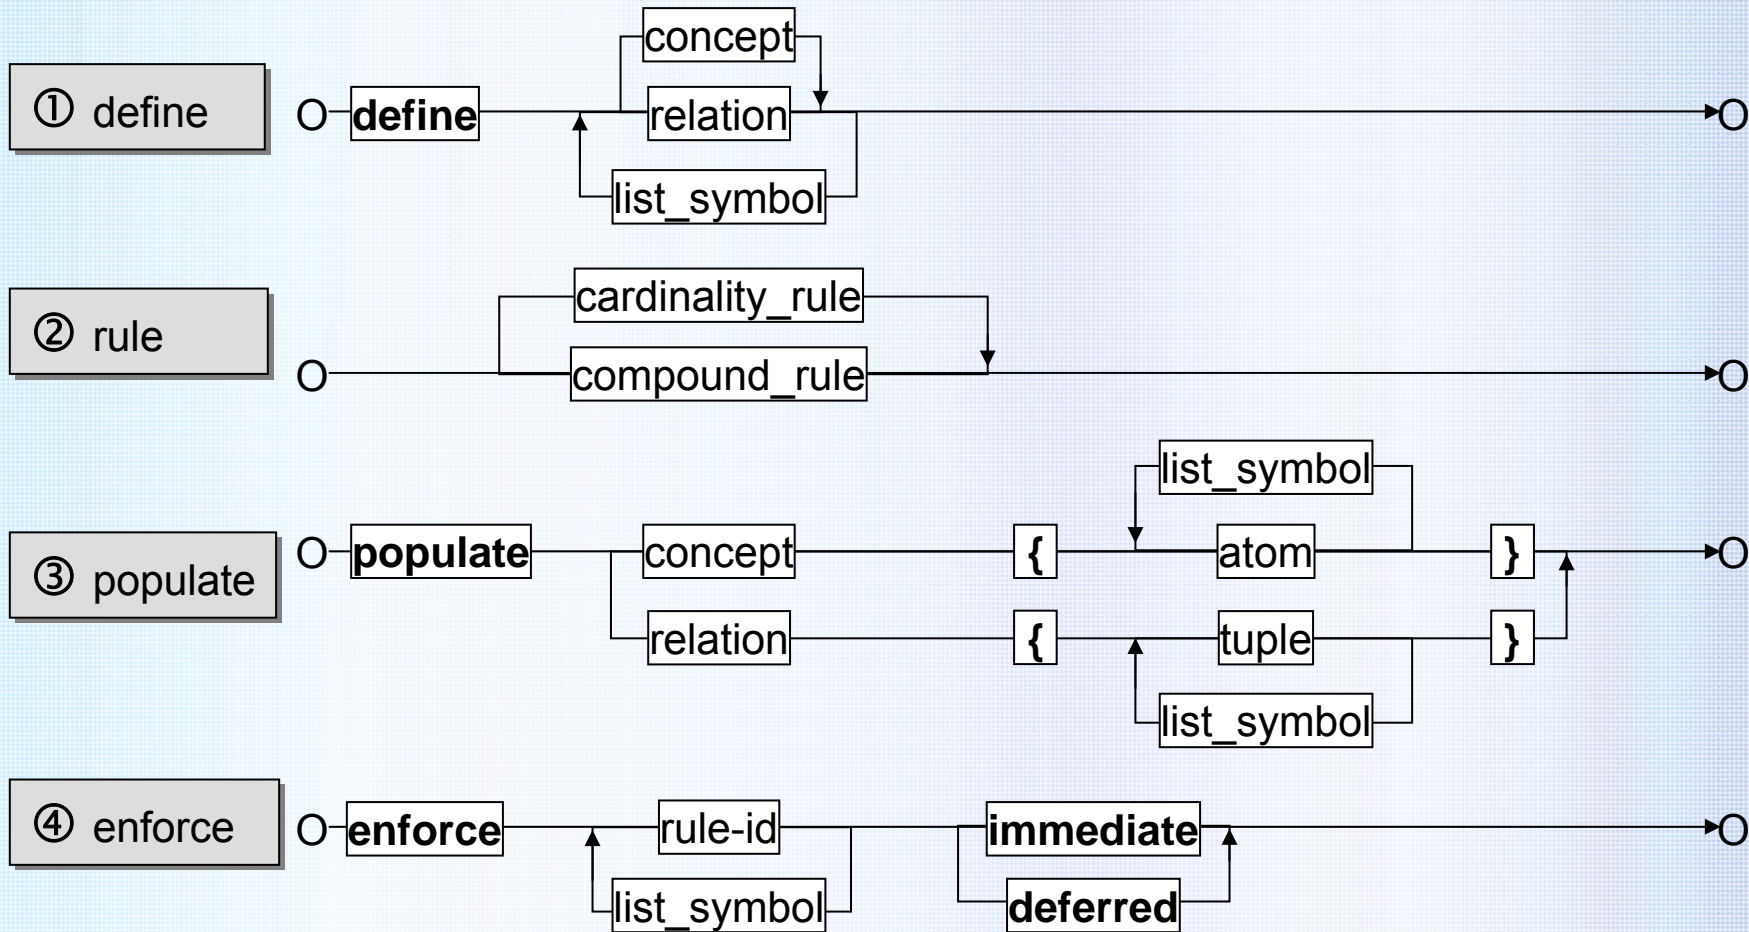 concept
① define O define relation O
list_symbol
cardinality_rule
② rule
O compound_rule O
list_symbol
O populate concept { atom } O
③ populate
relation { tuple }
list_symbol
④ enforce O enforce rule-id immediate O
list_symbol deferred